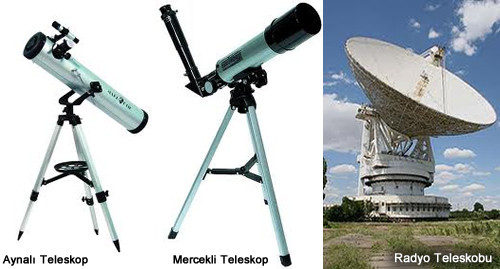 Aynalı Teleskop
Mercekli Teleskop
Radyo Teleskobu